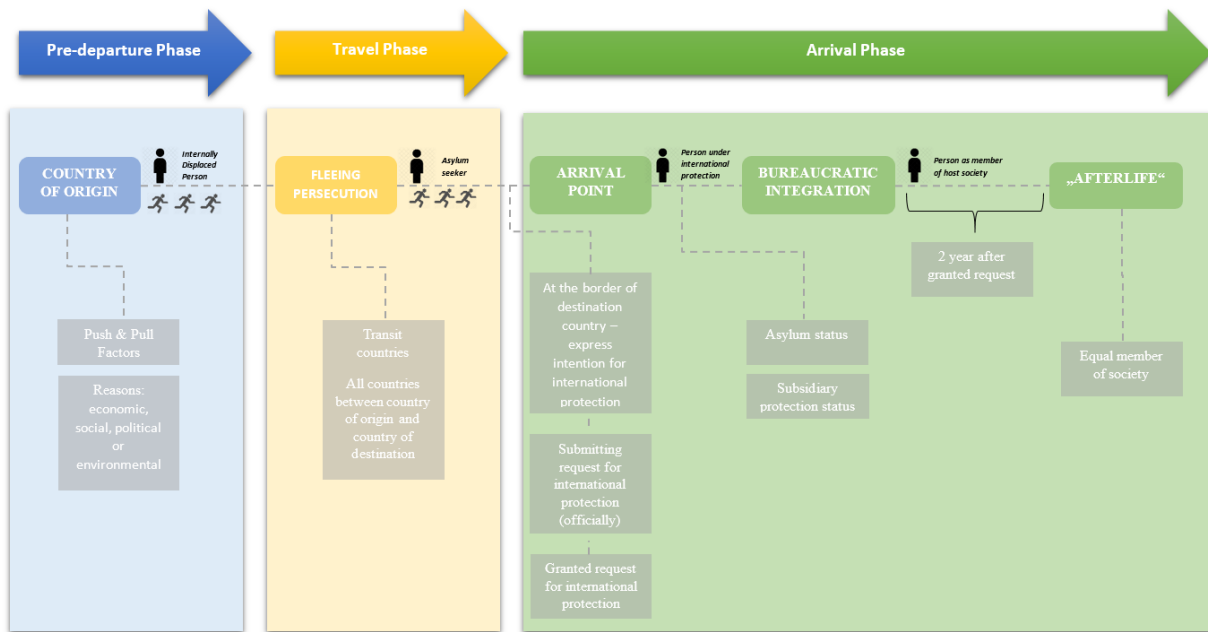 Pre-departure Phase
Travel Phase
Arrival Phase
COUNTRY
OF ORIGIN
Internally
Displaced
Person
FLEEING
PERSECUTION
Asylum
seeker
ARRIVAL
POINT
Person under
international
protection
BUREAUCRATIC
INTEGRATION
Person as member
of host society
„AFTERLIFE“
Push & Pull
Factors
Reasons:
economic,
social, political
or
environmental
Transit
countries
All countries
between country
of origin and
country of
destination
At the border of
destination
country –
express
intention for
international
protection
Submitting
request for
international
protection
(officially)
Granted request
for international
protection
Asylum status
Subsidiary
protection status
2 year after
granted request
Equal member
of society